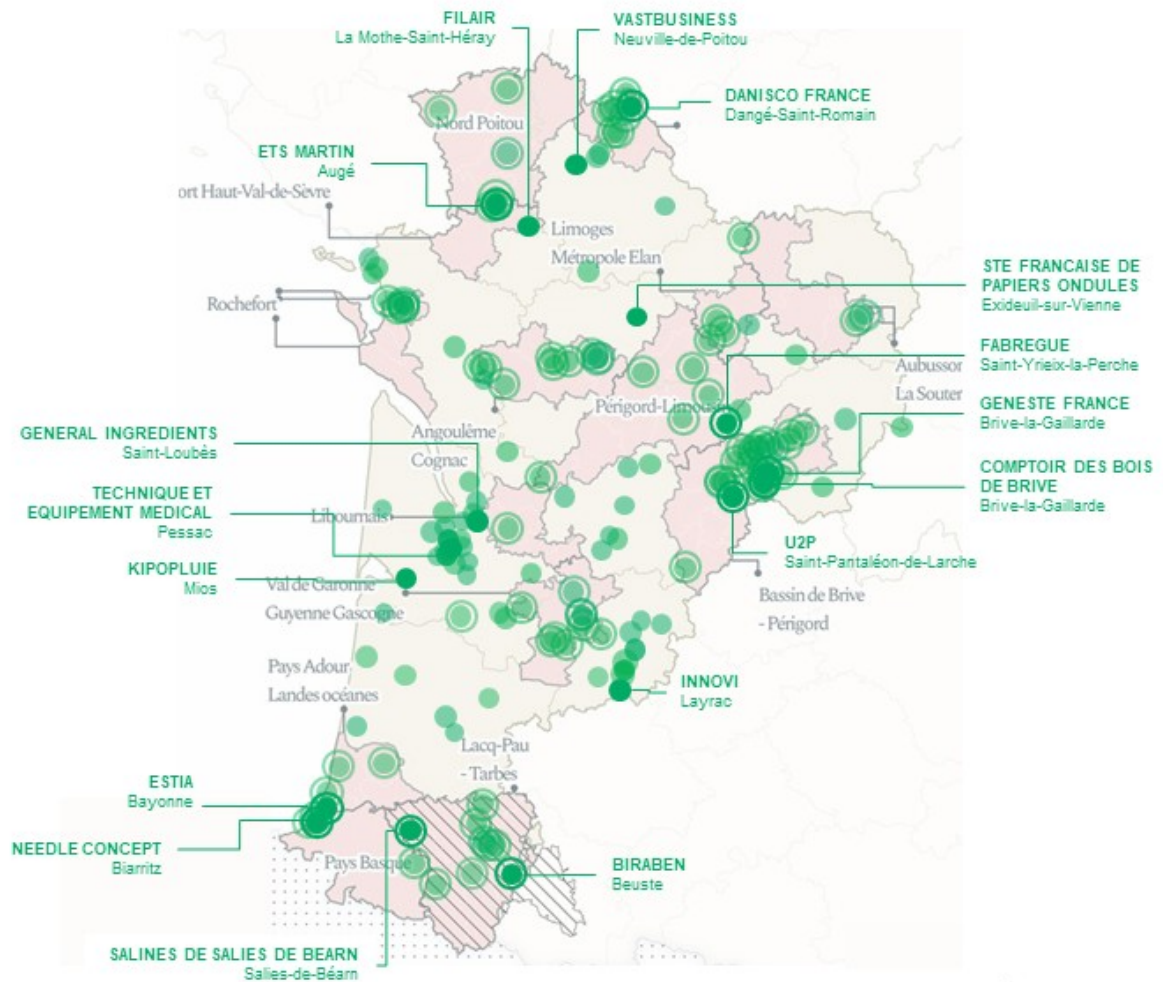 FILAIR
La Mothe-Saint-Héray
VASTBUSINESS
Neuville-de-Poitou
DANISCO FRANCE
Dangé-Saint-Romain
Nord Poitou
ETS MARTIN
Augé
ort Haut-Val-de-Sèvre
Limoges
Métropole Elan
STE FRANCAISE DE
PAPIERS ONDULES
Exideuil-sur-Vienne
Rochefort
FABREGUE
Saint-Yrieix-la-Perche
Aubussor
La Souter
Périgord-Limous
GENESTE FRANCE
Brive-la-Gaillarde
Angoulême
Cognac
GENERAL INGREDIENTS
Saint-Loubès
COMPTOIR DES BOIS
DE BRIVE
Brive-la-Gaillarde
TECHNIQUE ET
EQUIPEMENT MEDICAL
Pessac
Libournais
U2P
Saint-Pantaléon-de-Larche
KIPOPLUIE
Mios
Val de Garonne
Guyenne Gascogne
Bassin de Brive
- Périgord
Pays Adour
Landes océanes
INNOVI
Layrac
Lacq-Pau
- Tarbes
ESTIA
Bayonne
NEEDLE CONCEPT
Biarritz
Pays Basque
BIRABEN
Beuste
SALINES DE SALIES DE BEARN
Salies-de-Béarn